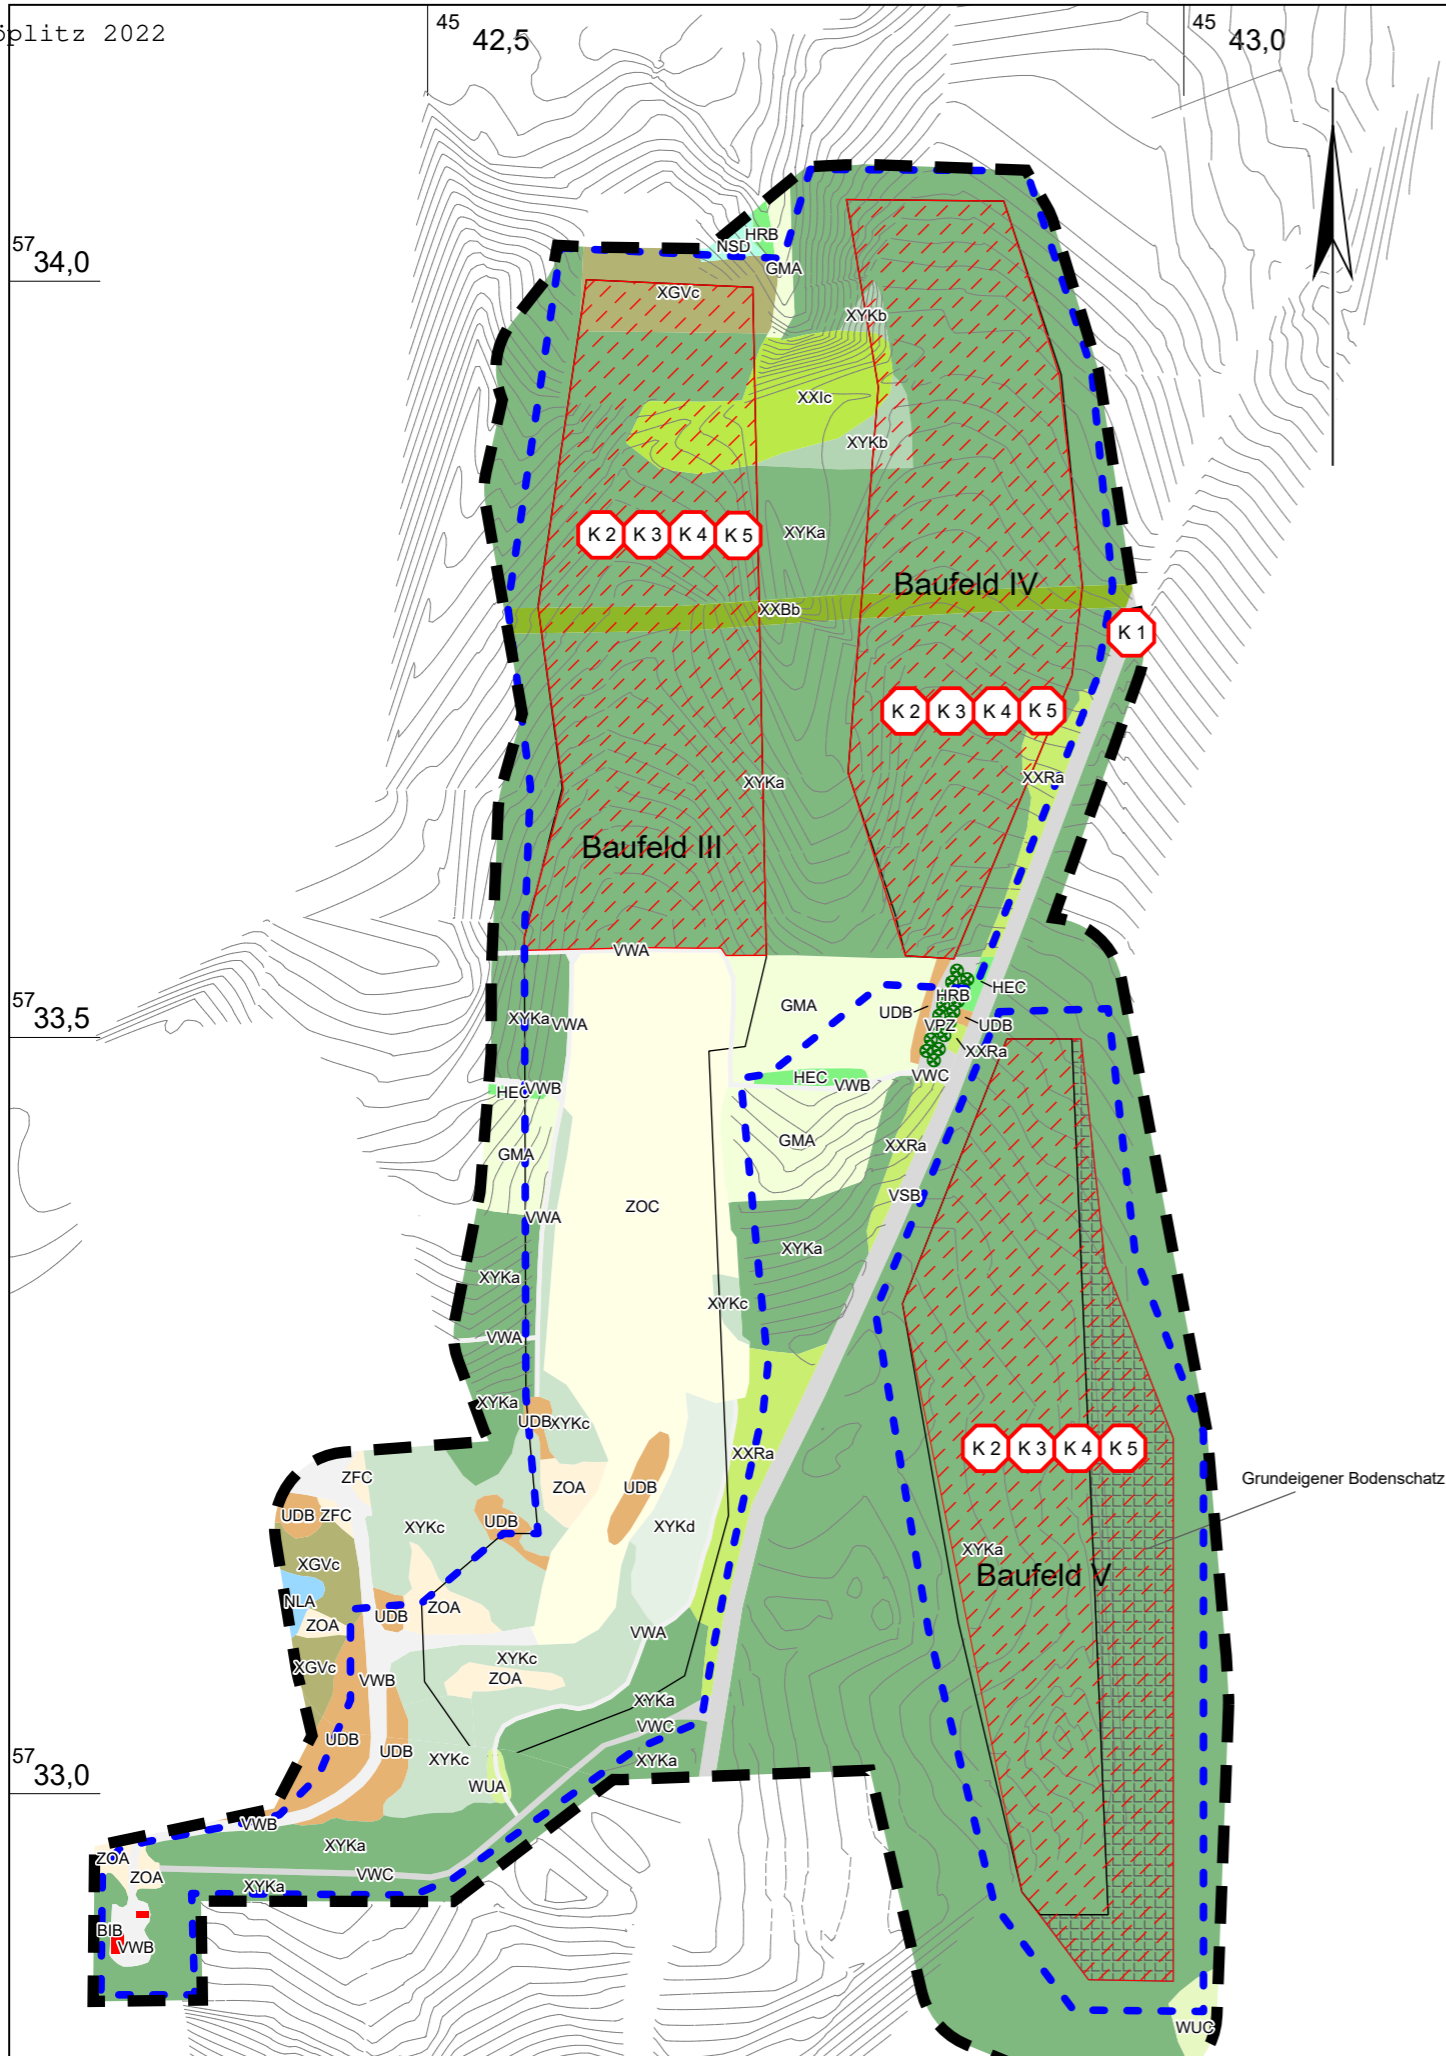 öplitz 2022
45 42,5
45 43,0
57 34,0
HRB
NSD
GMA
XGVc
XYKb
XXIc
XYKb
K 2 K 3 K 4 K 5
XYKa
Baufeld IV
XXBb
K 1
K 2 K 3 K 4 K 5
XXRa
XYKa
Baufeld III
VWA
57 33,5
HEC
HRB
GMA
UDB
XYKa
VWA
VPZ
UDB
XXRa
VWC
HEC
VWB
HEC
VWB
GMA
XXRa
GMA
VSB
ZOC
VWA
XYKa
XYKa
XYKc
VWA
XYKa
UDB
XYKc
K 2 K 3 K 4 K 5
XXRa
ZFC
Grundeigener Bodenschatz
ZOA
UDB
UDB
ZFC
UDB
XYKc
XYKd
XYKa
XGVc
Baufeld V
NLA
UDB
ZOA
ZOA
VWA
XYKc
XGVc
VWB
ZOA
XYKa
VWC
UDB
UDB
XYKc
XYKa
57 33,0
WUA
VWB
XYKa
ZOA
ZOA
VWC
XYKa
BIB
VWB
WUC